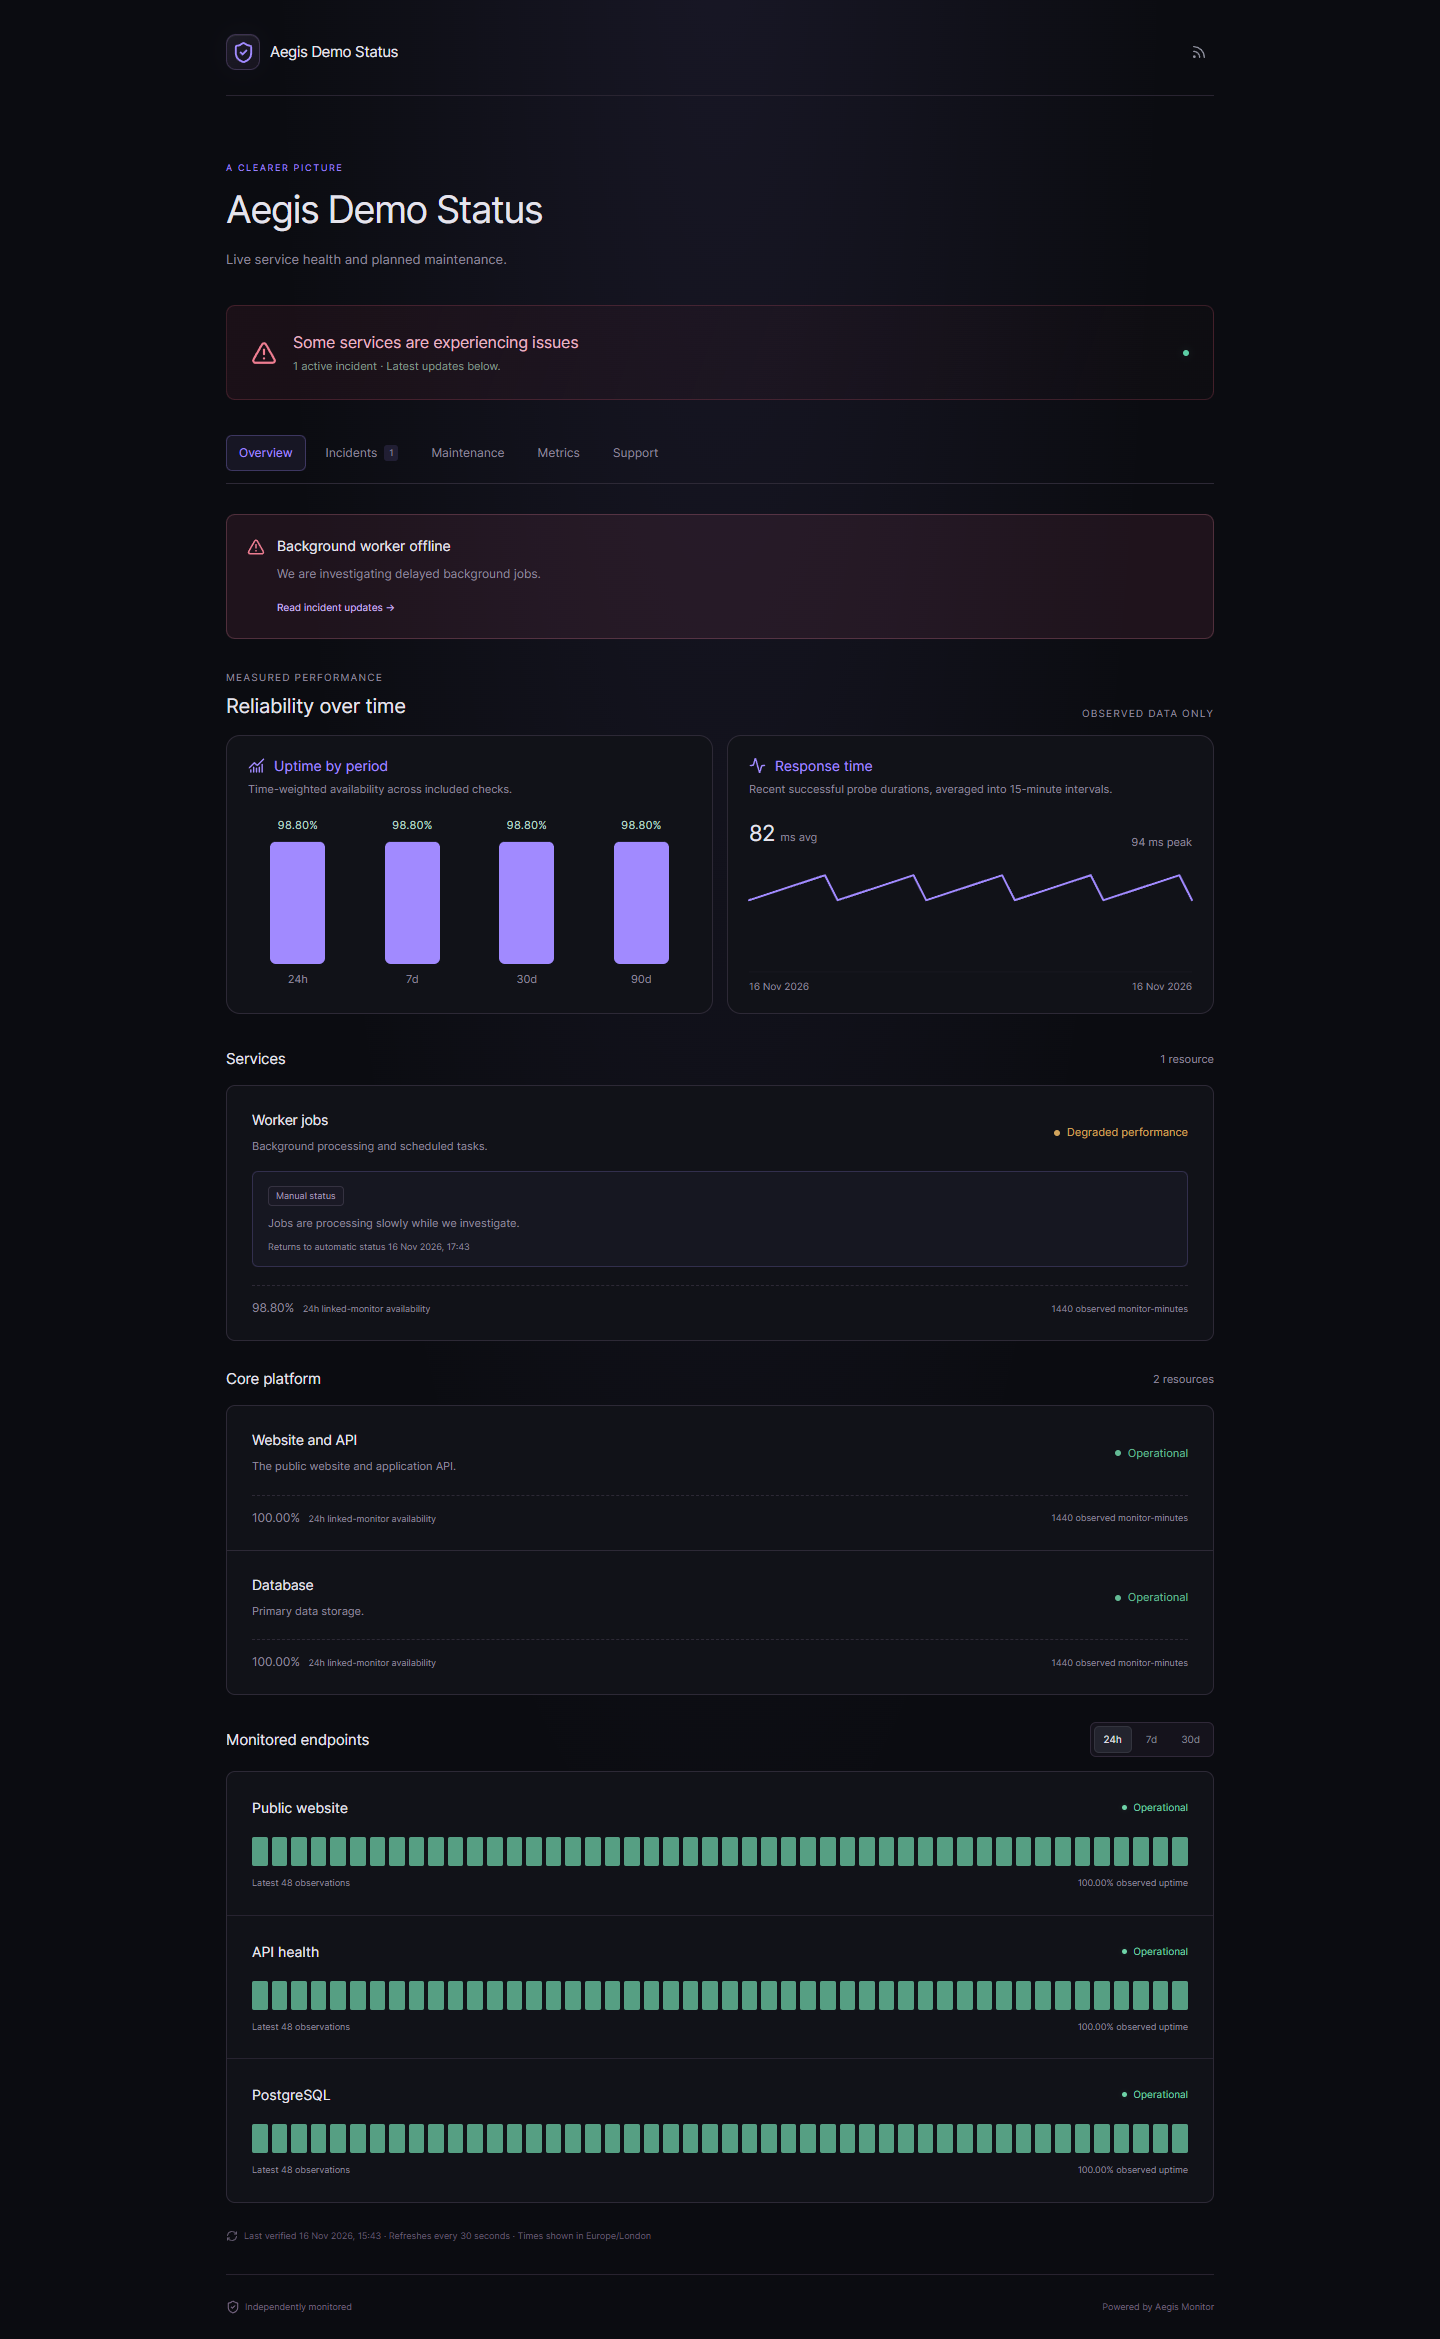 Aegis Demo Status
A CLEARER PICTURE
Aegis Demo Status
Live service health and planned maintenance.
Some services are experiencing issues
1 active incident · Latest updates below.
Overview Incidents 1 Maintenance Metrics Support
Background worker offline
We are investigating delayed background jobs.
Read incident updates →
MEASURED PERFORMANCE
Reliability over time
OBSERVED DATA ONLY
Uptime by period
Time-weighted availability across included checks.
98.80% 98.80% 98.80% 98.80%
24h 7d 30d 90d
Response time
Recent successful probe durations, averaged into 15-minute intervals.
82 ms avg
94 ms peak
16 Nov 2026 16 Nov 2026
Services 1 resource
Worker jobs
Background processing and scheduled tasks.
Degraded performance
Manual status
Jobs are processing slowly while we investigate.
Returns to automatic status 16 Nov 2026, 17:43
98.80% 24h linked-monitor availability 1440 observed monitor-minutes
Core platform 2 resources
Website and API
The public website and application API.
Operational
100.00% 24h linked-monitor availability 1440 observed monitor-minutes
Database
Primary data storage.
Operational
100.00% 24h linked-monitor availability 1440 observed monitor-minutes
Monitored endpoints 24h 7d 30d
Public website Operational
Latest 48 observations 100.00% observed uptime
API health Operational
Latest 48 observations 100.00% observed uptime
PostgreSQL Operational
Latest 48 observations 100.00% observed uptime
Last verified 16 Nov 2026, 15:43 · Refreshes every 30 seconds · Times shown in Europe/London
Independently monitored Powered by Aegis Monitor